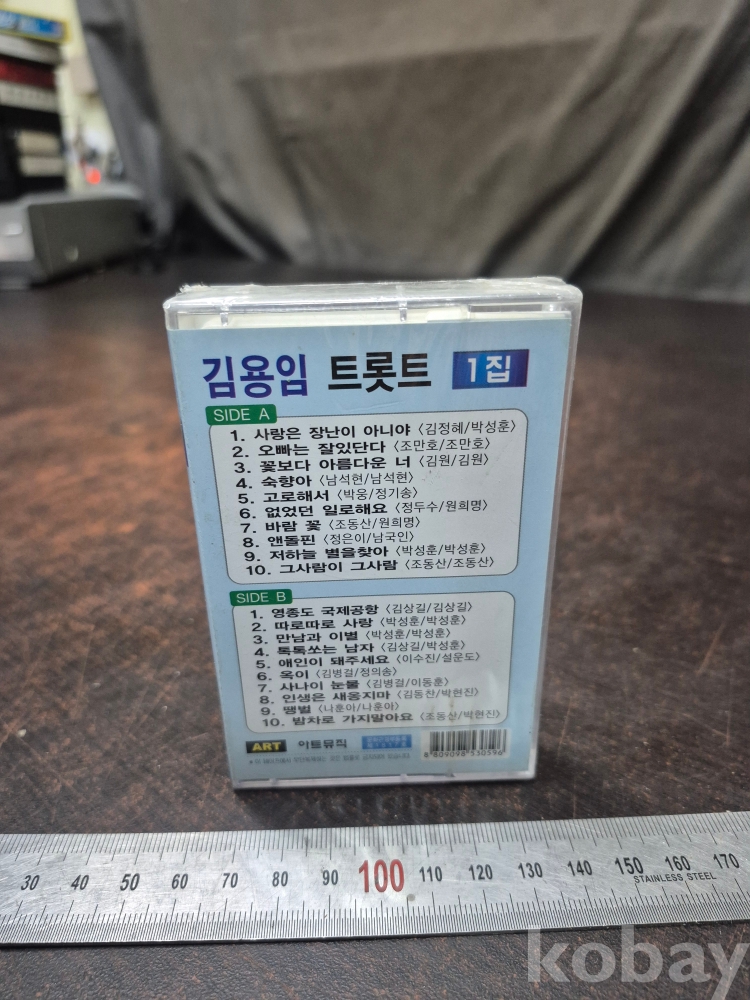 김용임 트롯트 1집
SIDE A
1. 사랑은 장난이 아니야 〈김정혜/박성훈〉
2. 오빠는 잘있단다 〈조만호/조만호〉
3. 꽃보다 아름다운 너 〈김원/김원〉
4. 숙향아 〈남석현/남석현〉
5. 고로해서 〈박웅/정기송〉
6. 없었던 일로해요 〈정두수/원희명〉
7. 바람 꽃 〈조동산/원희명〉
8. 앤돌핀 〈정은이/남국인〉
9. 저하늘 별을찾아 〈박성훈/박성훈〉
10. 그사람이 그사람 〈조동산/조동산〉
SIDE B
1. 영종도 국제공항 〈김상길/김상길〉
2. 따로따로 사랑 〈박성훈/박성훈〉
3. 만남과 이별 〈박성훈/박성훈〉
4. 톡톡쏘는 남자 〈김상길/박성훈〉
5. 애인이 돼주세요 〈이수진/설운도〉
6. 옥이 〈김병걸/정의송〉
7. 사나이 눈물 〈김병걸/이동훈〉
8. 인생은 새옹지마 〈김동찬/박현진〉
9. 땡벌 〈나훈아/나훈아〉
10. 밤차로 가지말아요 〈조동산/박현진〉
ART 아트뮤직
8 809098 530596
30 40 50 60 70 80 90 100 110 120 130 140 150 160 170
STAINLESS STEEL
kobay